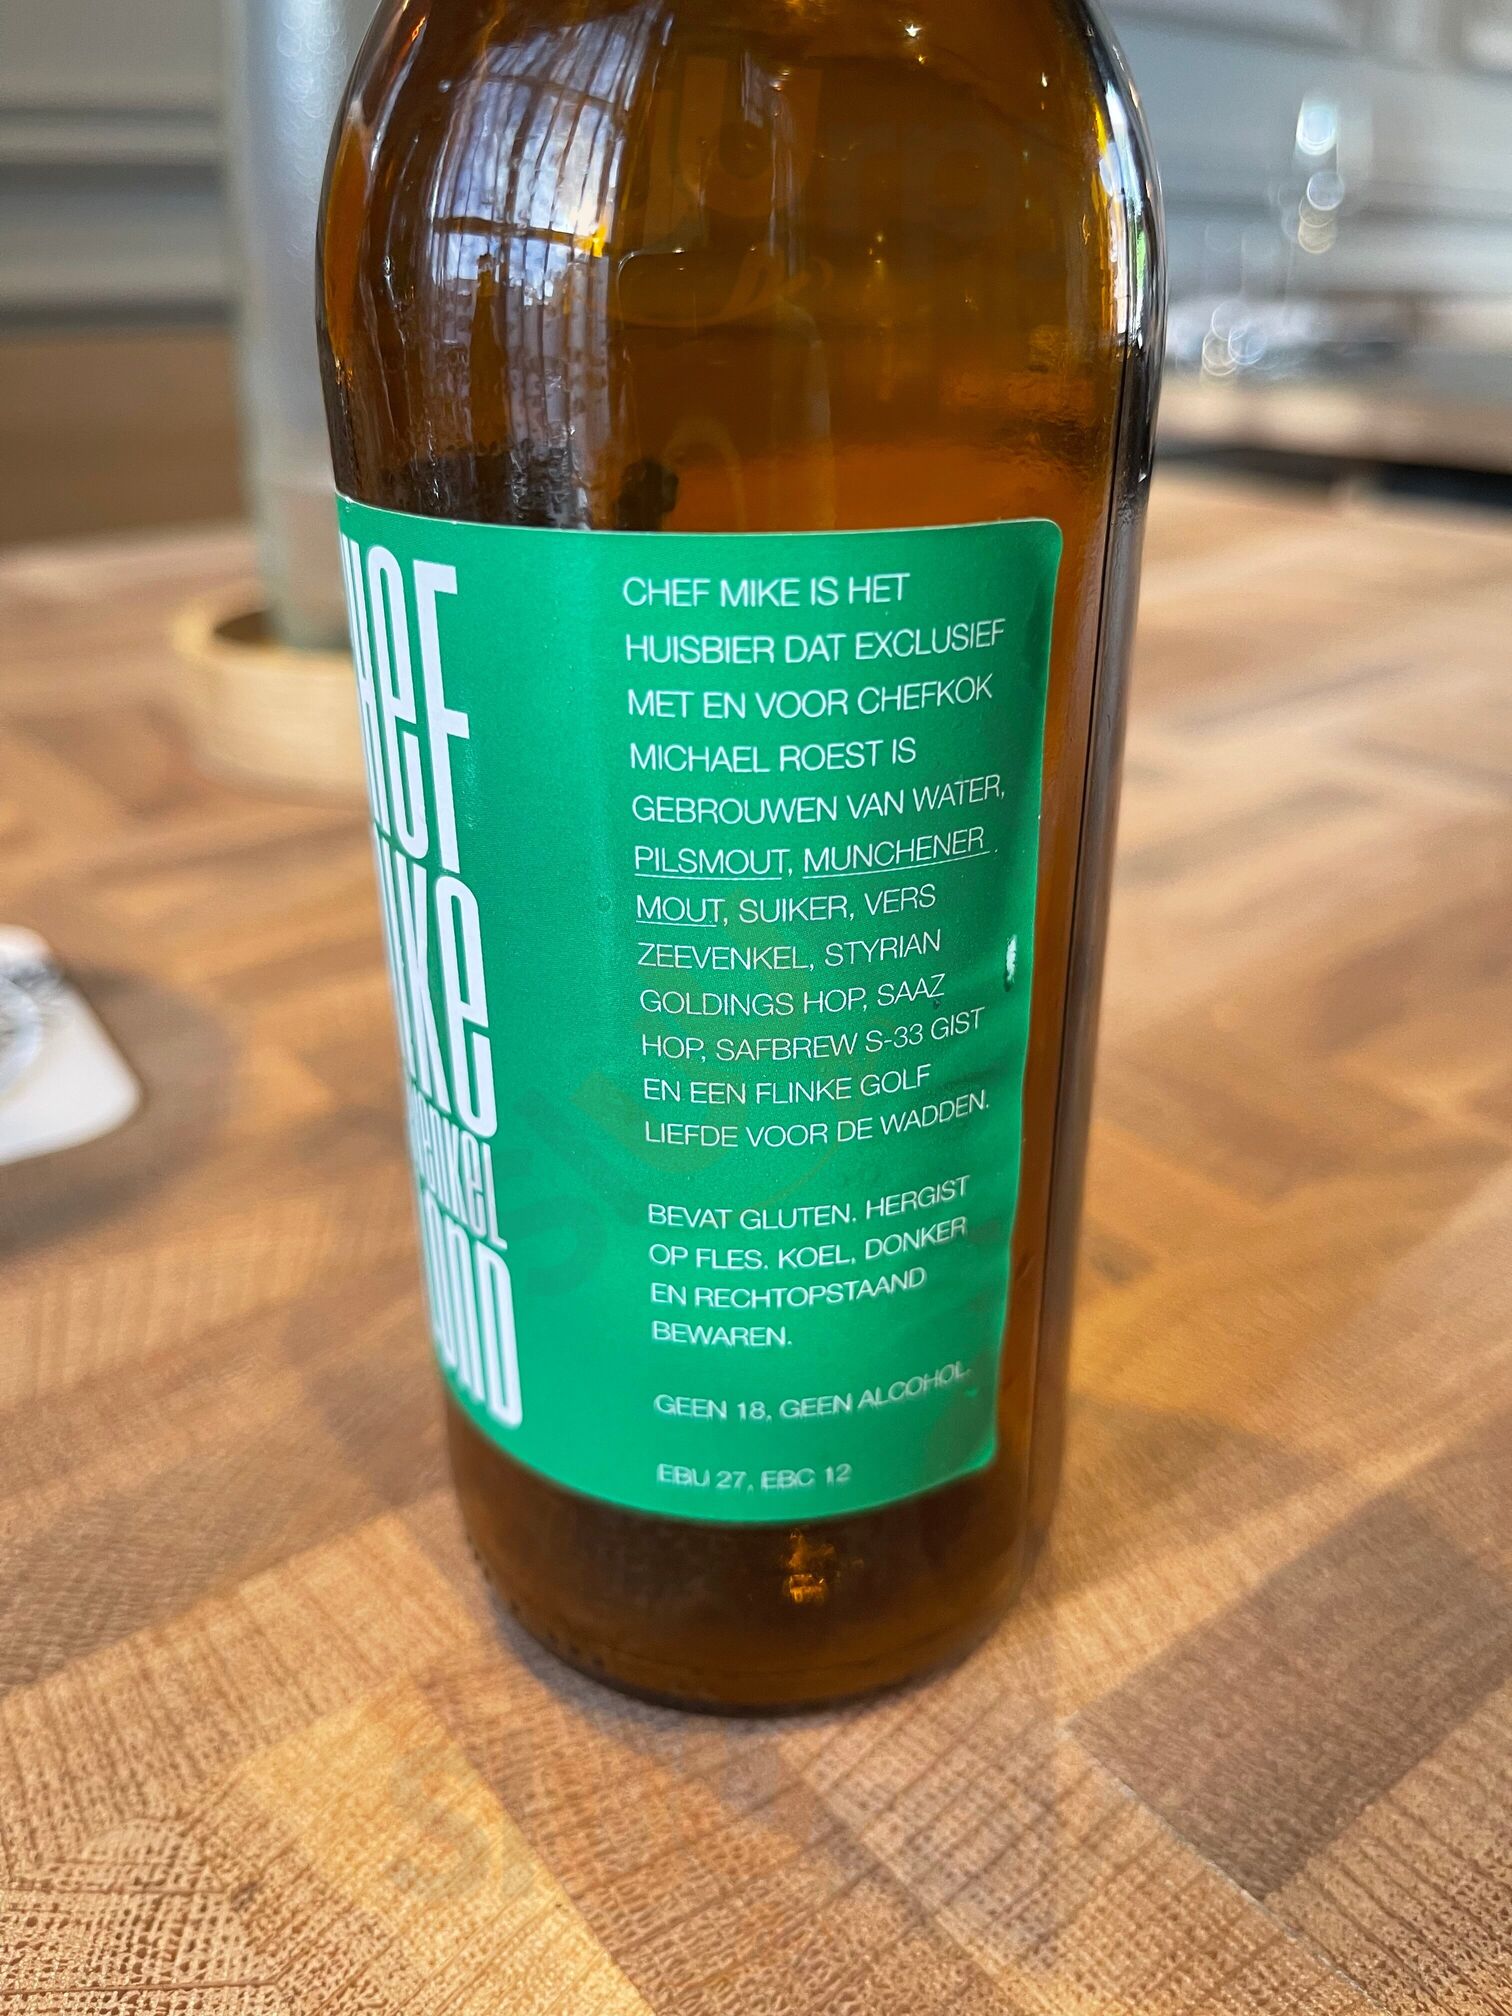 CHEF MIKE IS HET
HUISBIER DAT EXCLUSIEF
MET EN VOOR CHEFKOK
MICHAEL ROEST IS
GEBROUWEN VAN WATER,
PILSMOUT, MUNCHENER
MOUT, SUIKER, VERS
ZEEVENKEL, STYRIAN
GOLDINGS HOP, SAAZ
HOP, SAFBREW S-33 GIST
EN EEN FLINKE GOLF
LIEFDE VOOR DE WADDEN.
BEVAT GLUTEN. HERGIST
OP FLES. KOEL, DONKER
EN RECHTOPSTAAND
BEWAREN.
GEEN 18, GEEN ALCOHOL.
EBU 27, EBC 12